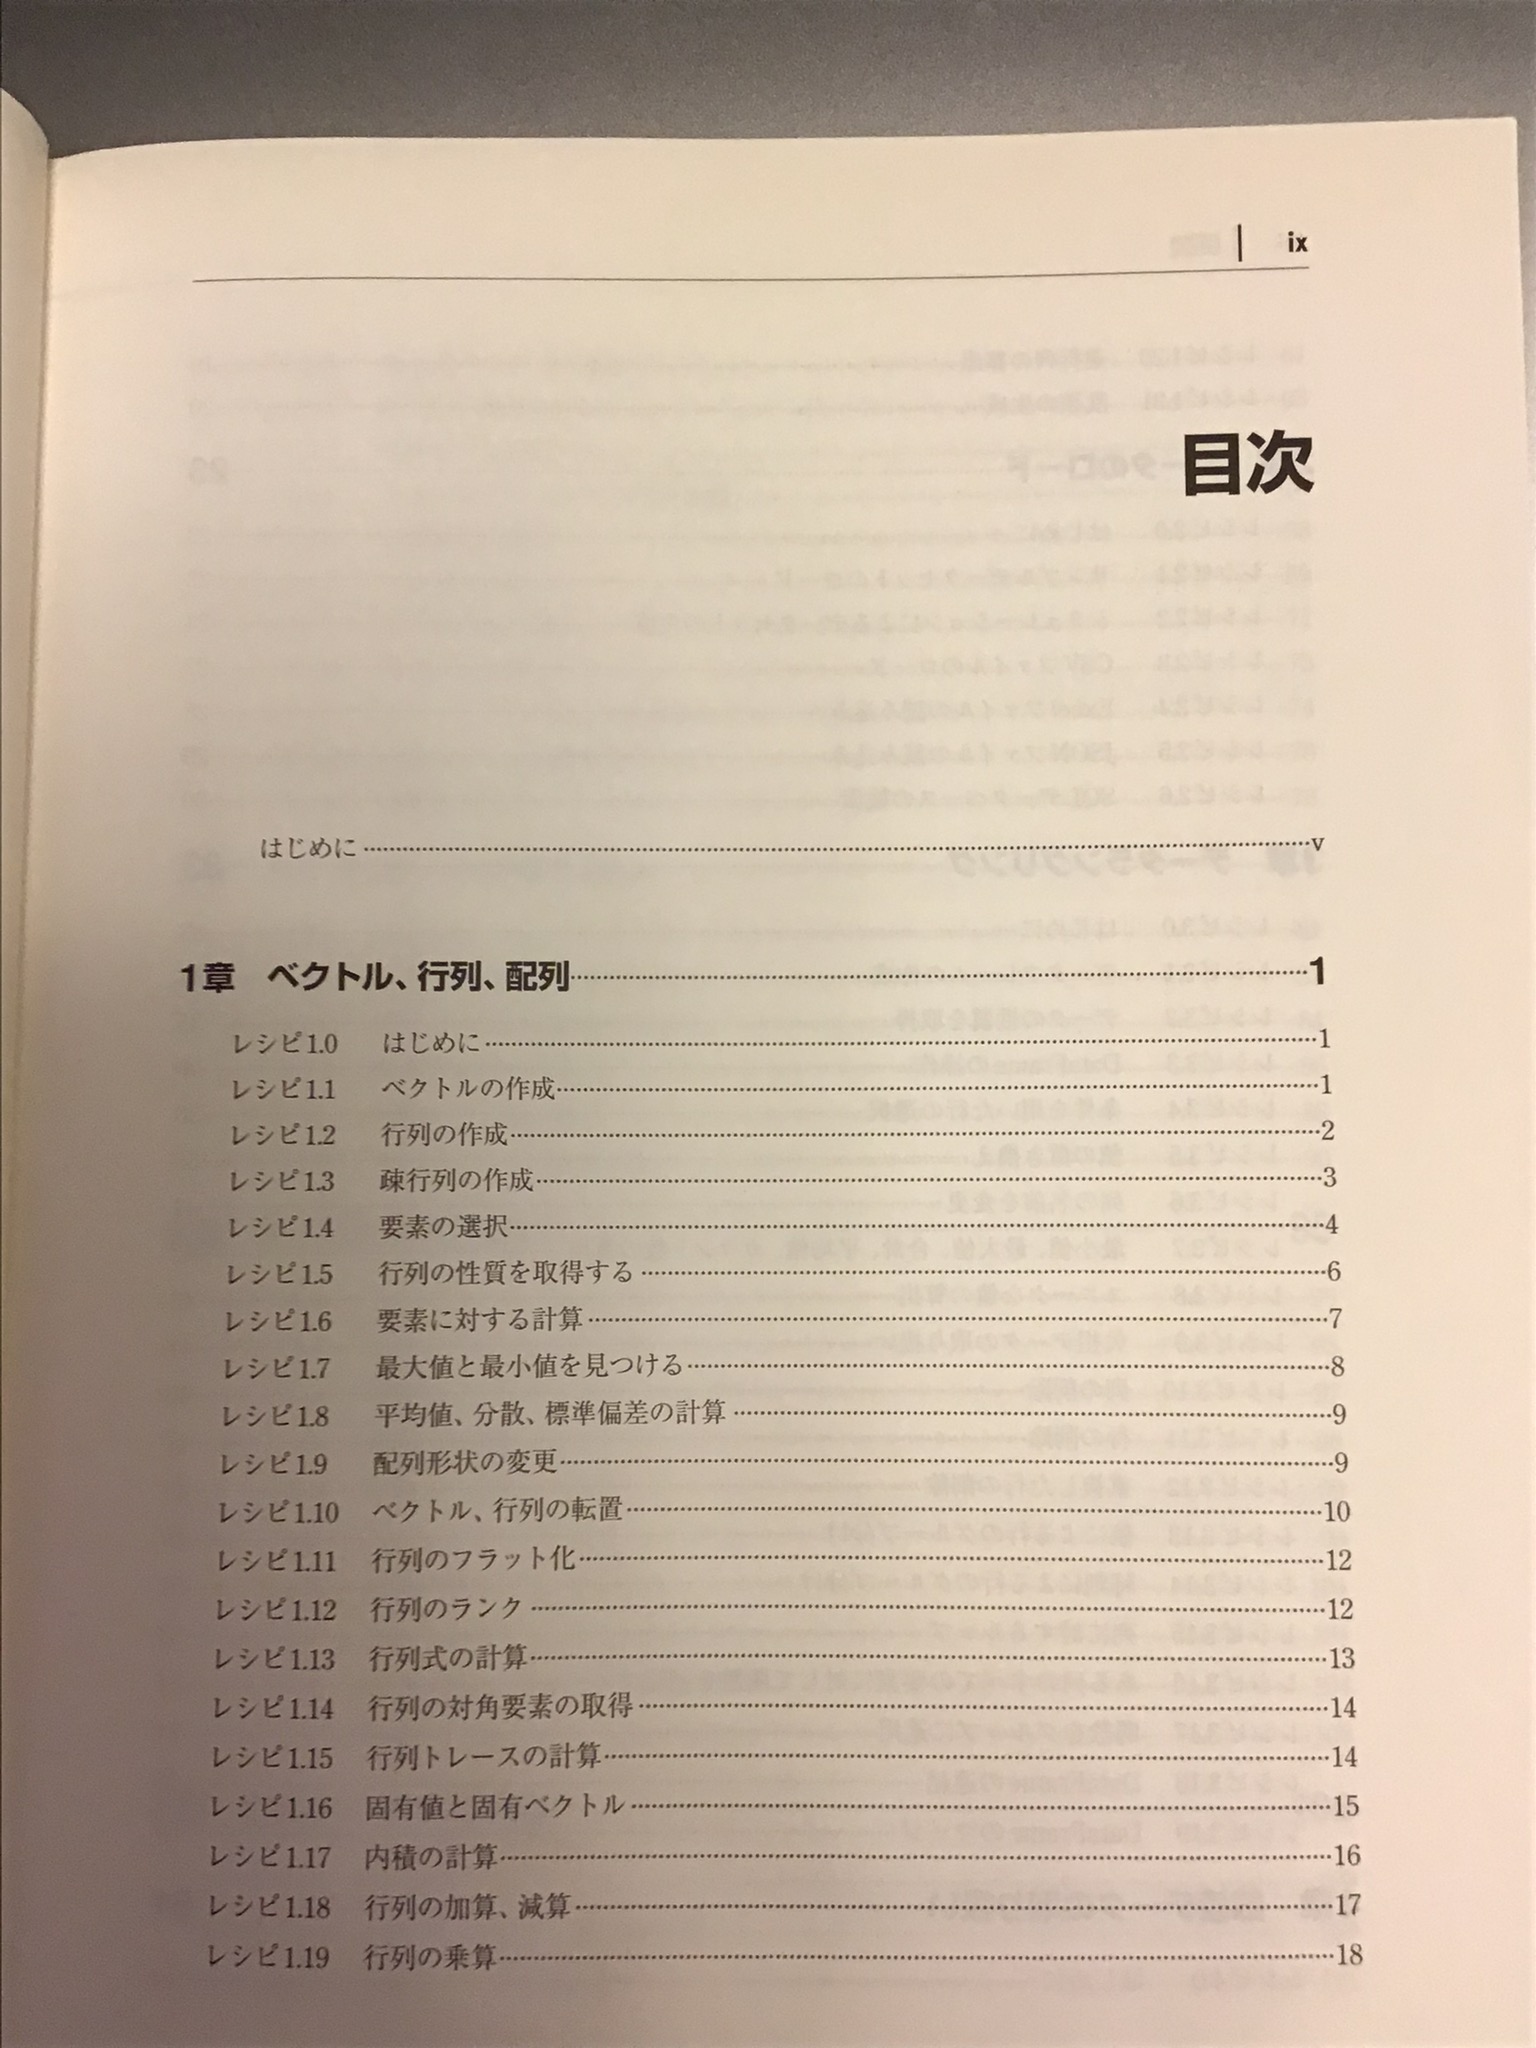 ix
目次
はじめに……………………………………v
1章 ベクトル、行列、配列……………………………………1
レシピ1.0 はじめに……………………………………1
レシピ1.1 ベクトルの作成……………………………………1
レシピ1.2 行列の作成……………………………………2
レシピ1.3 疎行列の作成……………………………………3
レシピ1.4 要素の選択……………………………………4
レシピ1.5 行列の性質を取得する……………………………………6
レシピ1.6 要素に対する計算……………………………………7
レシピ1.7 最大値と最小値を見つける……………………………………8
レシピ1.8 平均値、分散、標準偏差の計算……………………………………9
レシピ1.9 配列形状の変更……………………………………9
レシピ1.10 ベクトル、行列の転置……………………………………10
レシピ1.11 行列のフラット化……………………………………12
レシピ1.12 行列のランク……………………………………12
レシピ1.13 行列式の計算……………………………………13
レシピ1.14 行列の対角要素の取得……………………………………14
レシピ1.15 行列トレースの計算……………………………………14
レシピ1.16 固有値と固有ベクトル……………………………………15
レシピ1.17 内積の計算……………………………………16
レシピ1.18 行列の加算、減算……………………………………17
レシピ1.19 行列の乗算……………………………………18